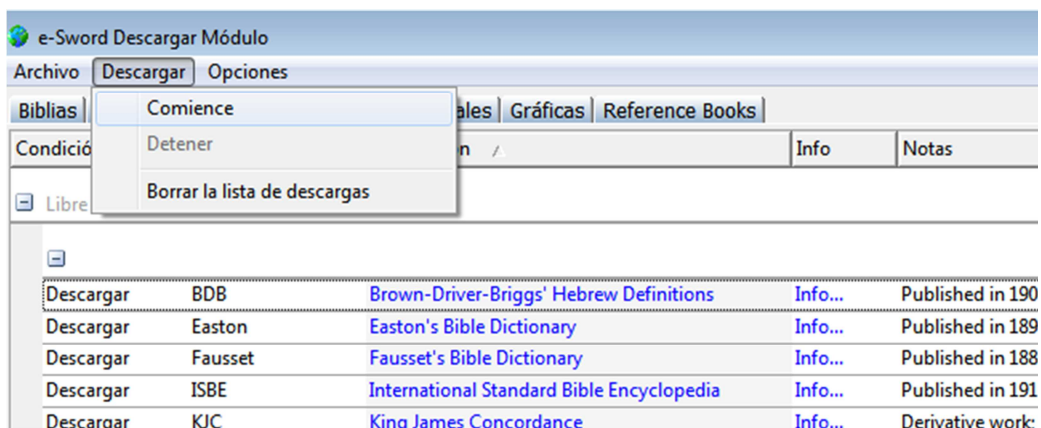 e-Sword Descargar Módulo
Archivo Descargar Opciones
Biblias Comience ales Gráficas Reference Books
Condició Detener n Info Notas
Borrar la lista de descargas
Libre
Descargar BDB Brown-Driver-Briggs' Hebrew Definitions Info... Published in 190
Descargar Easton Easton's Bible Dictionary Info... Published in 189
Descargar Fausset Fausset's Bible Dictionary Info... Published in 188
Descargar ISBE International Standard Bible Encyclopedia Info... Published in 191
Descargar KJC King James Concordance Info... Derivative work: